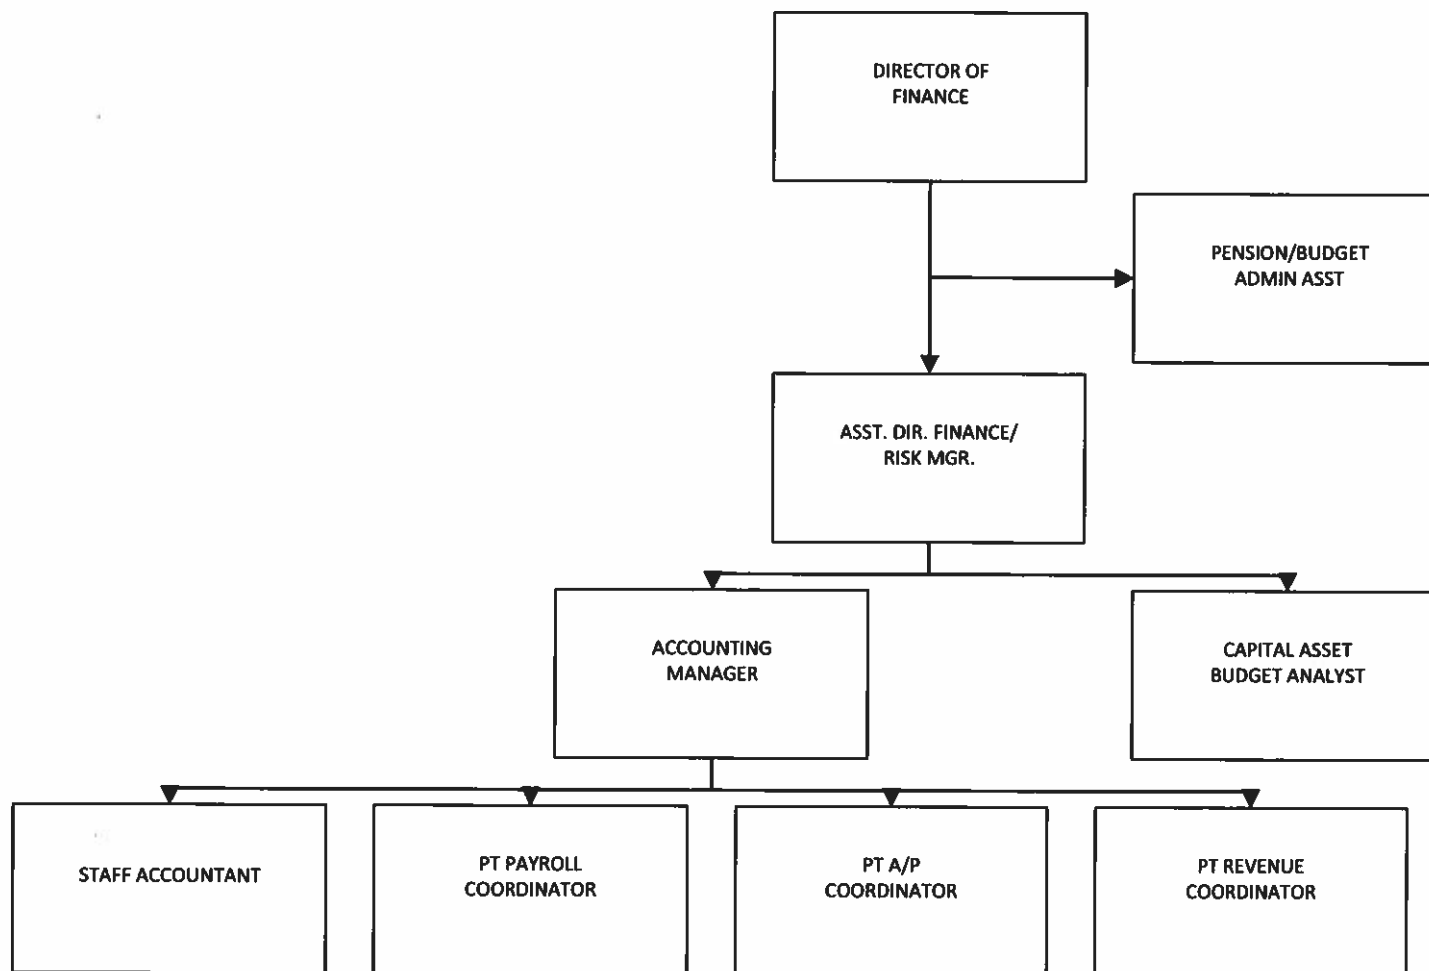 DIRECTOR OF
FINANCE
PENSION/BUDGET
ADMIN ASST
ASST. DIR. FINANCE/
RISK MGR.
ACCOUNTING
MANAGER
CAPITAL ASSET
BUDGET ANALYST
STAFF ACCOUNTANT
PT PAYROLL
COORDINATOR
PT A/P
COORDINATOR
PT REVENUE
COORDINATOR